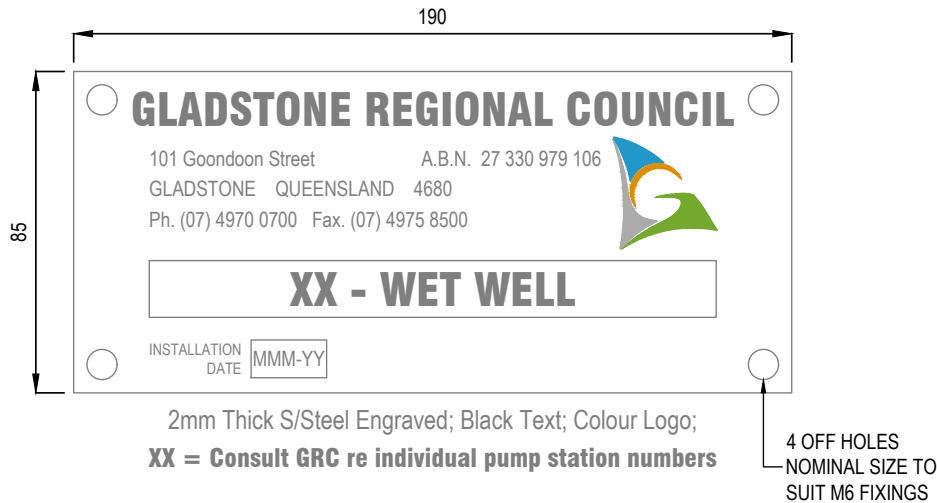 190
85
GLADSTONE REGIONAL COUNCIL
101 Goondoon Street A.B.N. 27 330 979 106
GLADSTONE QUEENSLAND 4680
Ph. (07) 4970 0700 Fax. (07) 4975 8500
XX - WET WELL
INSTALLATION
DATE
MMM-YY
2mm Thick S/Steel Engraved; Black Text; Colour Logo;
XX = Consult GRC re individual pump station numbers
4 OFF HOLES
NOMINAL SIZE TO
SUIT M6 FIXINGS